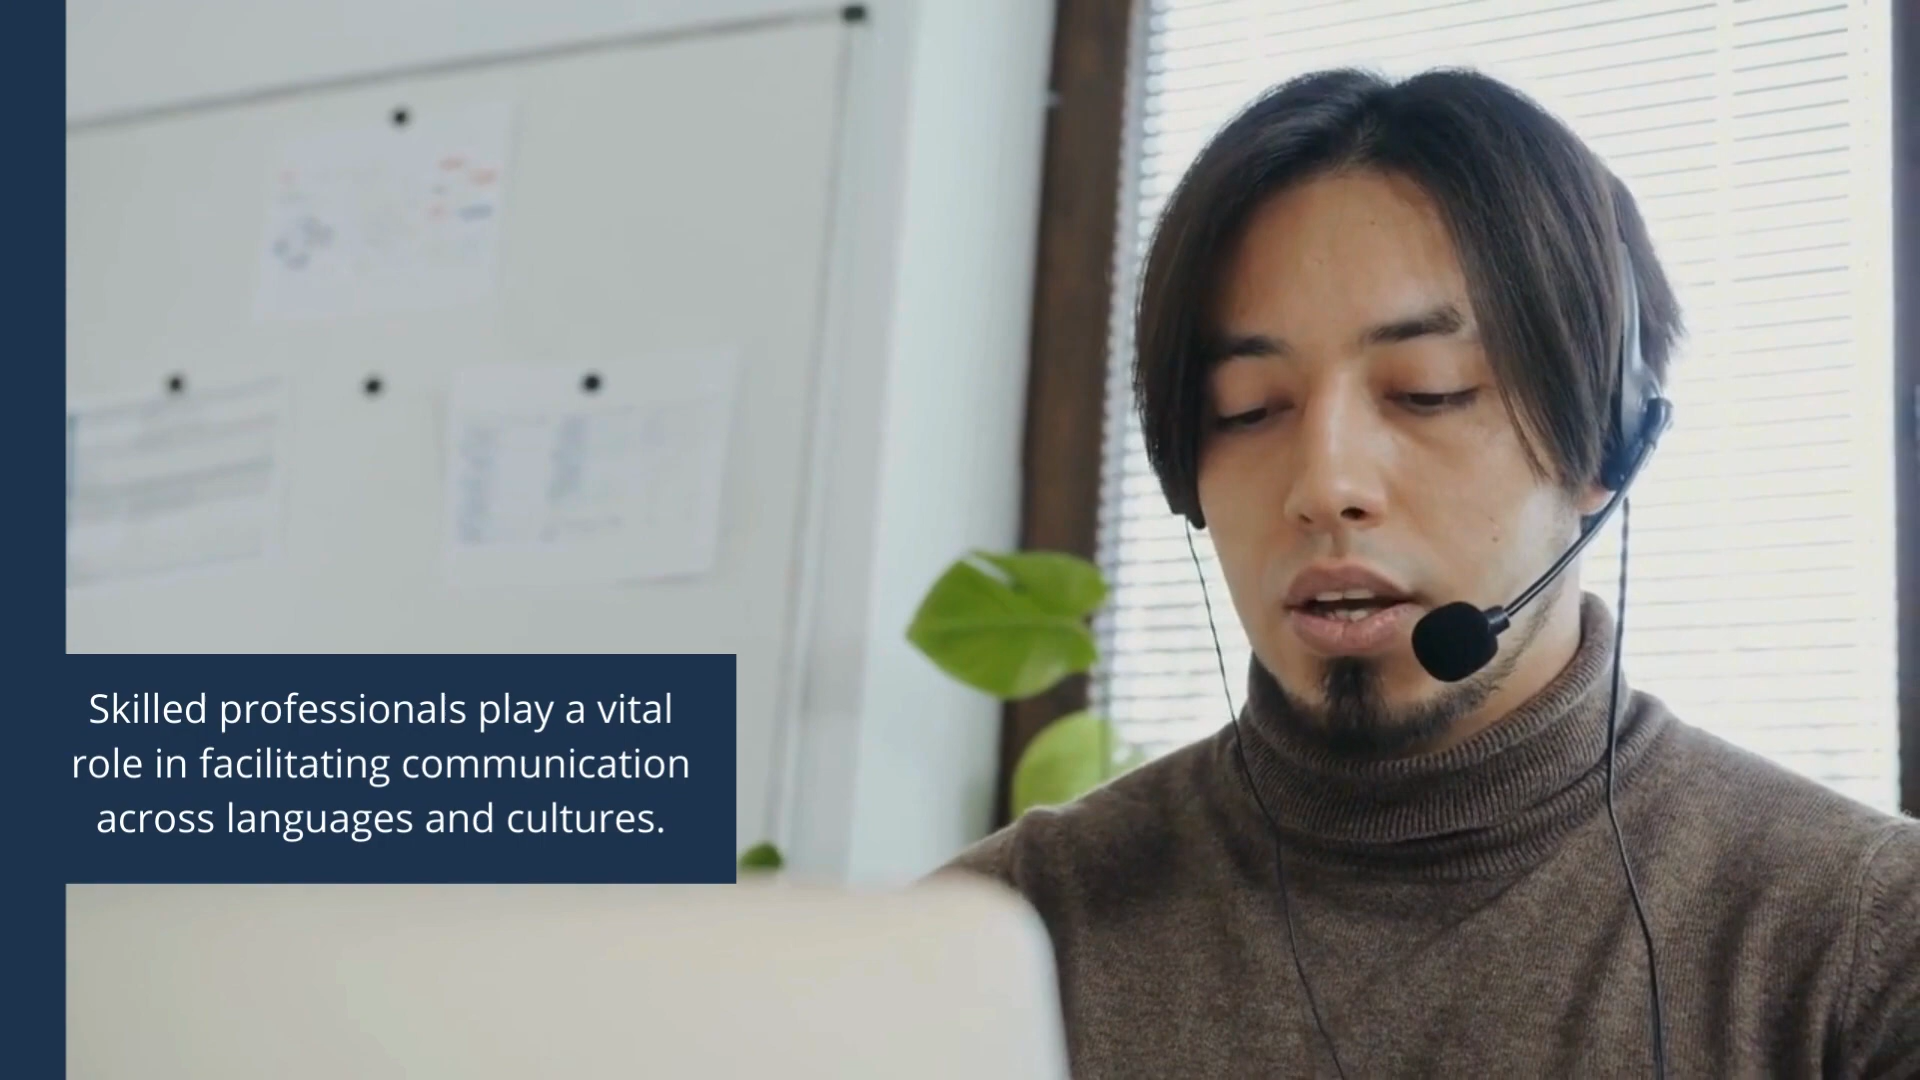 Skilled professionals play a vital
role in facilitating communication
across languages and cultures.